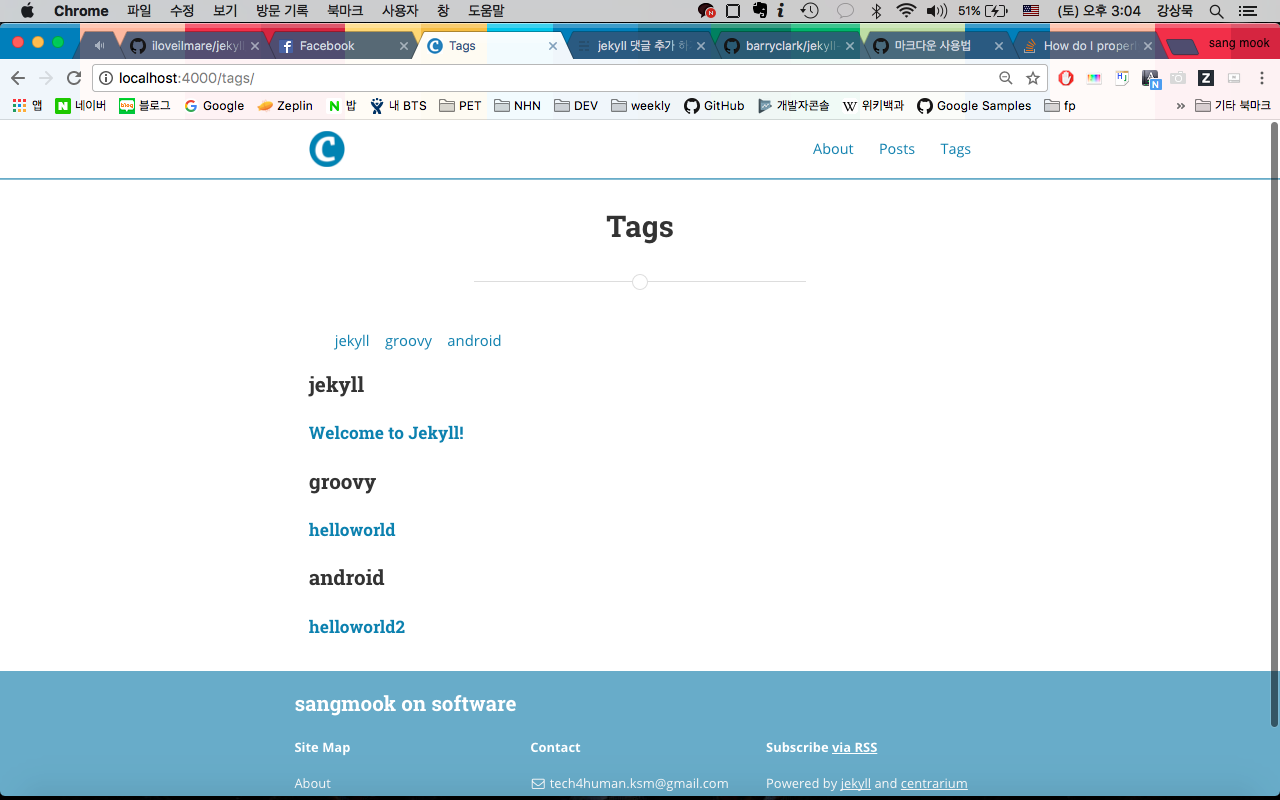 Chrome 파일 수정 보기 방문 기록 북마크 사용자 창 도움말 51% (토) 오후 3:04 강상묵
iloveilmare/jekyll Facebook Tags jekyll 댓글 추가 barryclark/jekyll- 마크다운 사용법 How do I proper sang mook
localhost:4000/tags/
앱 네이버 블로그 Google Zeplin 밥 내 BTS PET NHN DEV weekly GitHub 개발자콘솔 위키백과 Google Samples fp » 기타 북마크
About Posts Tags
Tags
jekyll groovy android
jekyll
Welcome to Jekyll!
groovy
helloworld
android
helloworld2
sangmook on software
Site Map Contact Subscribe via RSS
About tech4human.ksm@gmail.com Powered by jekyll and centrarium